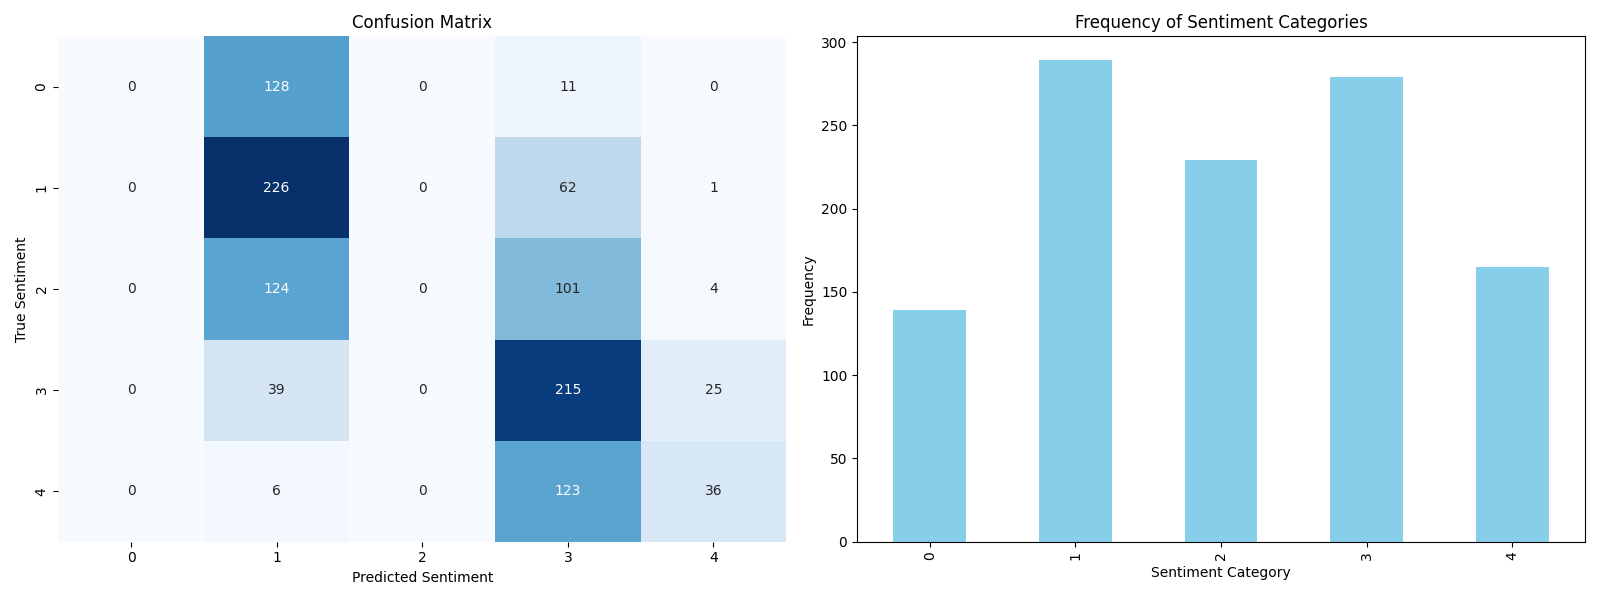 Confusion Matrix
0 0 128 0 11 0
1 0 226 0 62 1
2 0 124 0 101 4
3 0 39 0 215 25
4 0 6 0 123 36
True Sentiment
0 1 2 3 4
Predicted Sentiment
Frequency of Sentiment Categories
300
250
200
150
100
50
0
Frequency
0 1 2 3 4
Sentiment Category